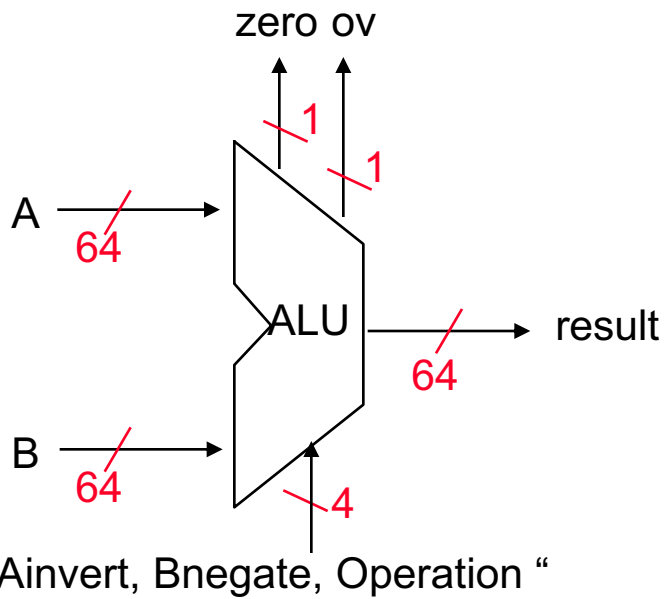 zero ov
1
1
A
64
ALU
result
64
B
64
4
Ainvert, Bnegate, Operation “